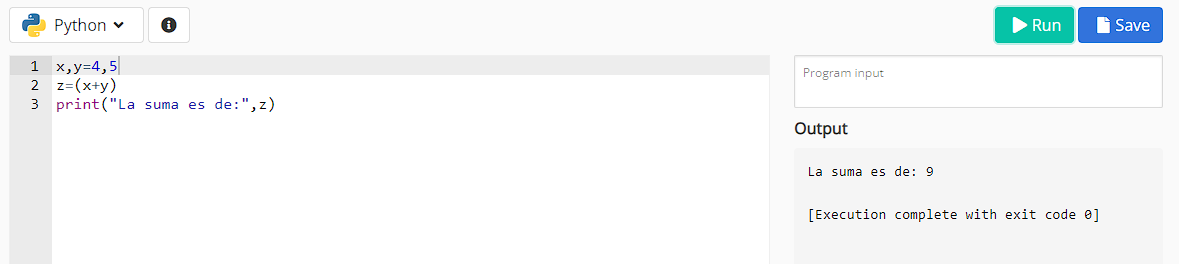 Python
Run
Save
1 x,y=4,5
2 z=(x+y)
3 print("La suma es de:",z)
Program input
Output
La suma es de: 9
[Execution complete with exit code 0]